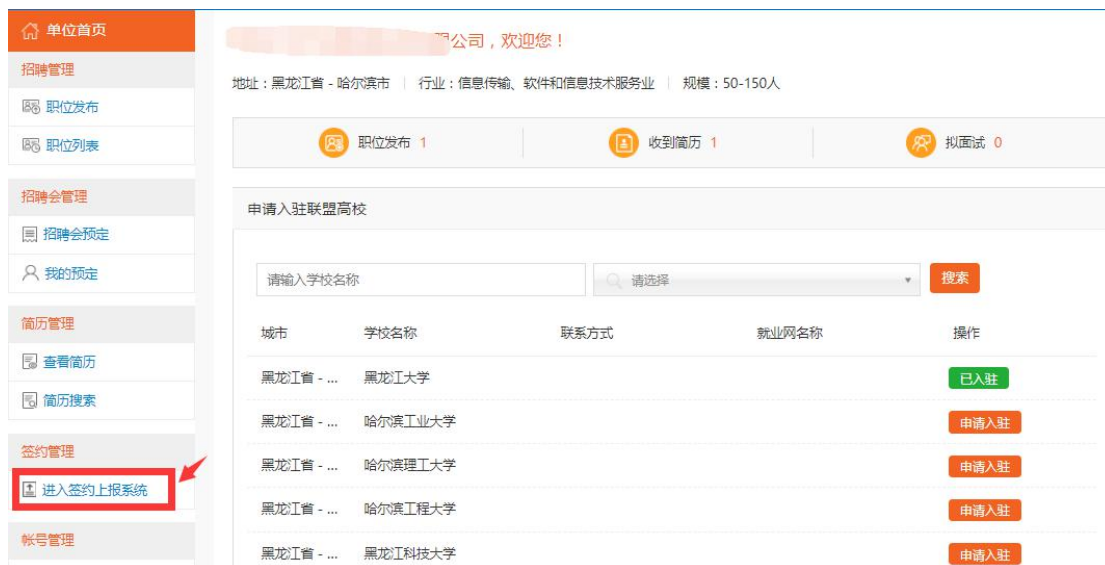 单位首页
招聘管理
职位发布
职位列表
招聘会管理
招聘会预定
我的预定
简历管理
查看简历
简历搜索
签约管理
进入签约上报系统
帐号管理
公司，欢迎您！
地址：黑龙江省 - 哈尔滨市 | 行业：信息传输、软件和信息技术服务业 | 规模：50-150人
职位发布 1 收到简历 1 拟面试 0
申请入驻联盟高校
请输入学校名称 请选择 搜索
城市 学校名称 联系方式 就业网名称 操作
黑龙江省 - ... 黑龙江大学 已入驻
黑龙江省 - ... 哈尔滨工业大学 申请入驻
黑龙江省 - ... 哈尔滨理工大学 申请入驻
黑龙江省 - ... 哈尔滨工程大学 申请入驻
黑龙江省 - ... 黑龙江科技大学 申请入驻